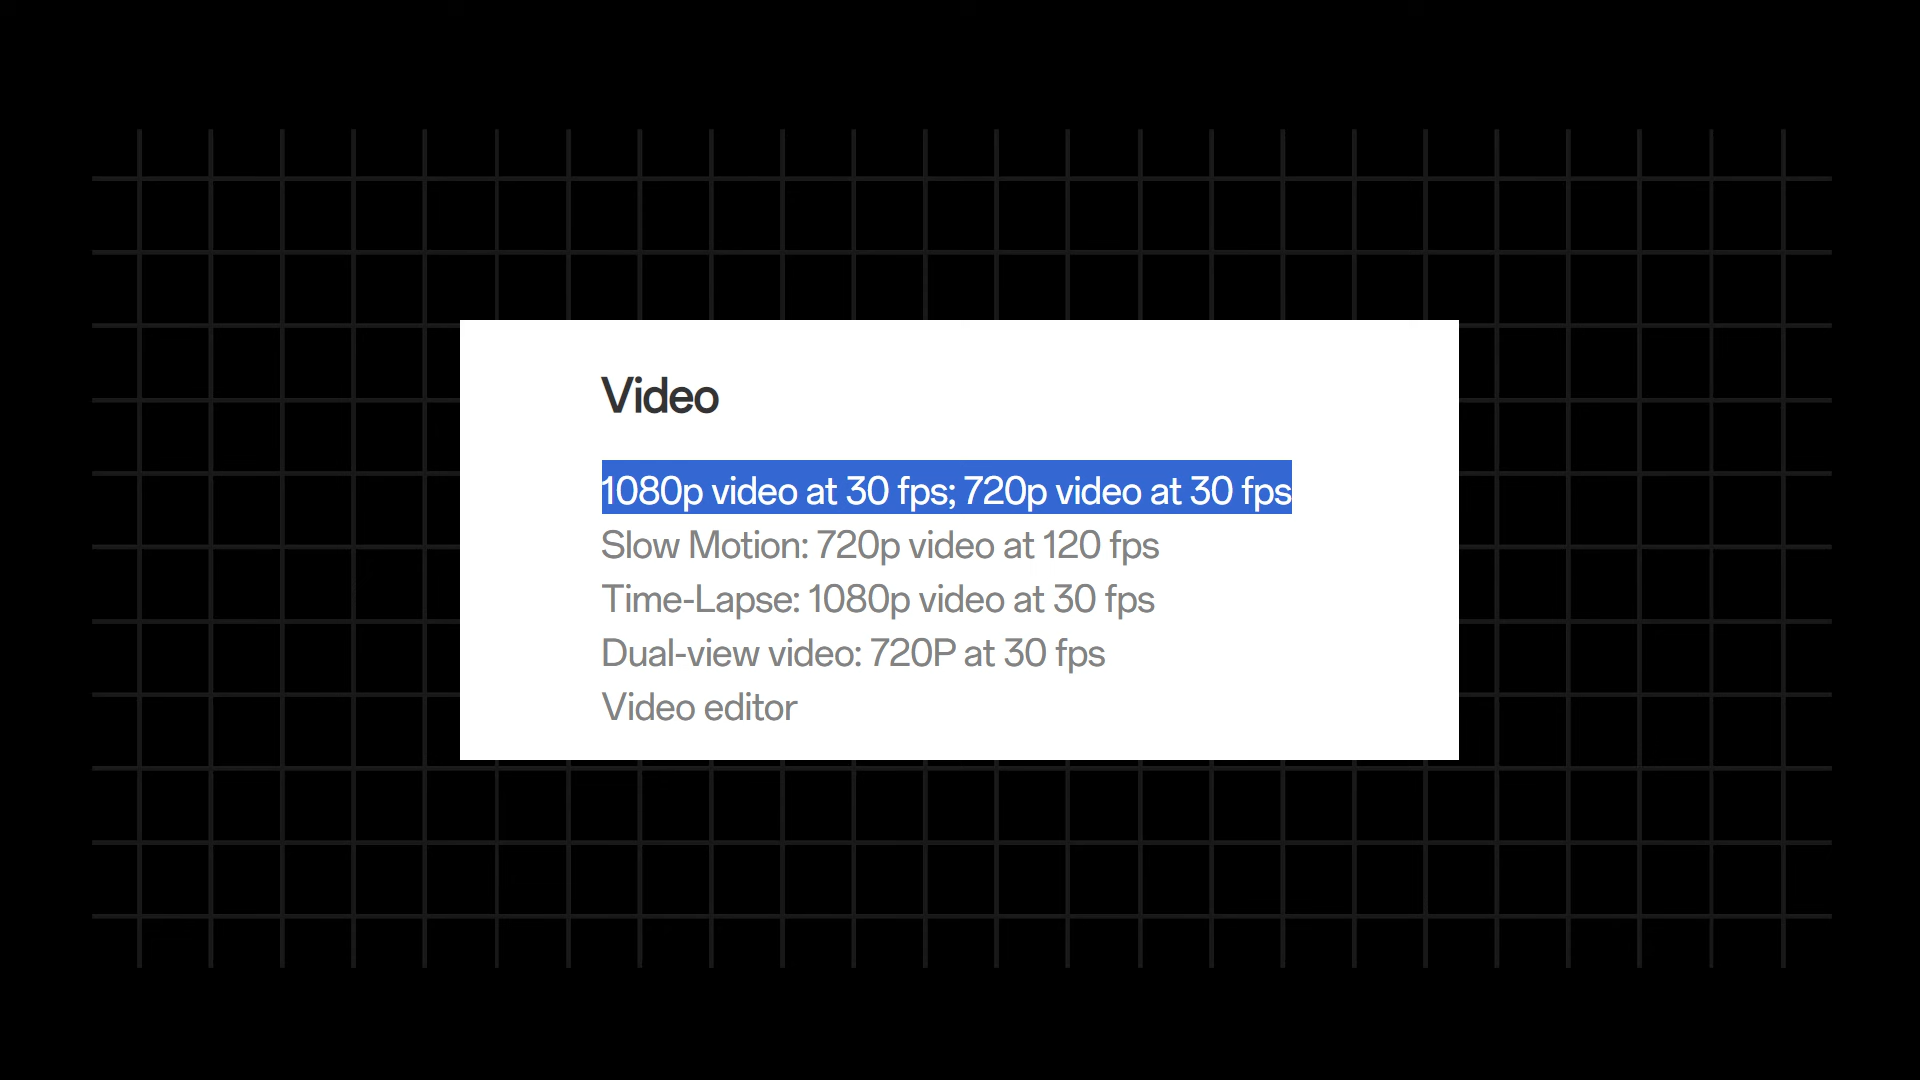 Video
1080p video at 30 fps; 720p video at 30 fps
Slow Motion: 720p video at 120 fps
Time-Lapse: 1080p video at 30 fps
Dual-view video: 720P at 30 fps
Video editor